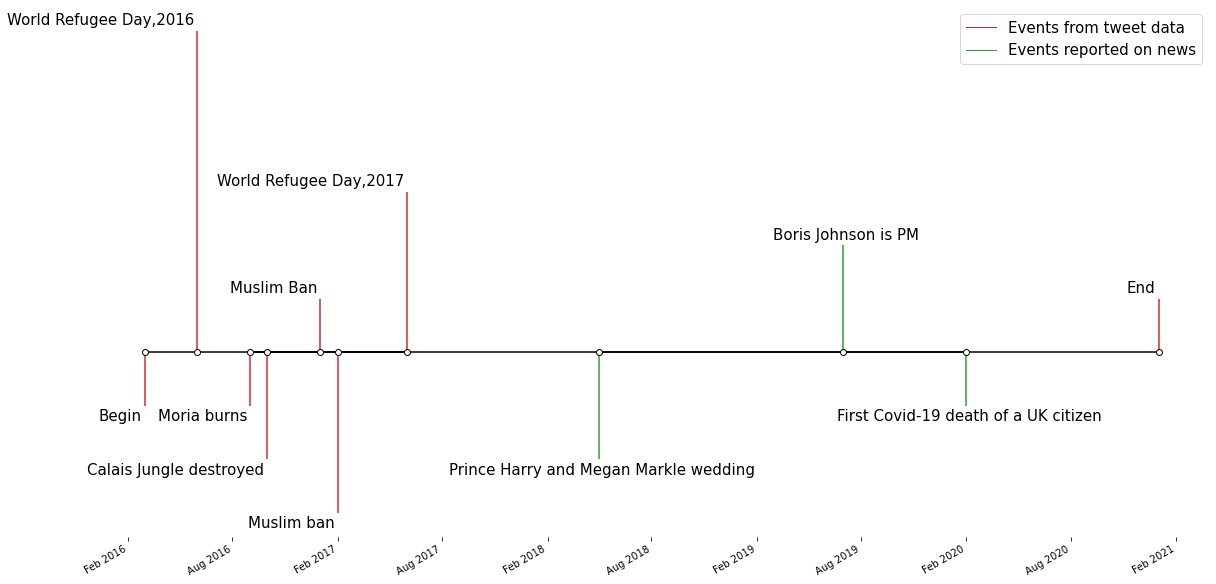 World Refugee Day,2016
Events from tweet data
Events reported on news
World Refugee Day,2017
Boris Johnson is PM
Muslim Ban
End
Begin
Moria burns
First Covid-19 death of a UK citizen
Calais Jungle destroyed
Prince Harry and Megan Markle wedding
Muslim ban
Feb 2016
Aug 2016
Feb 2017
Aug 2017
Feb 2018
Aug 2018
Feb 2019
Aug 2019
Feb 2020
Aug 2020
Feb 2021